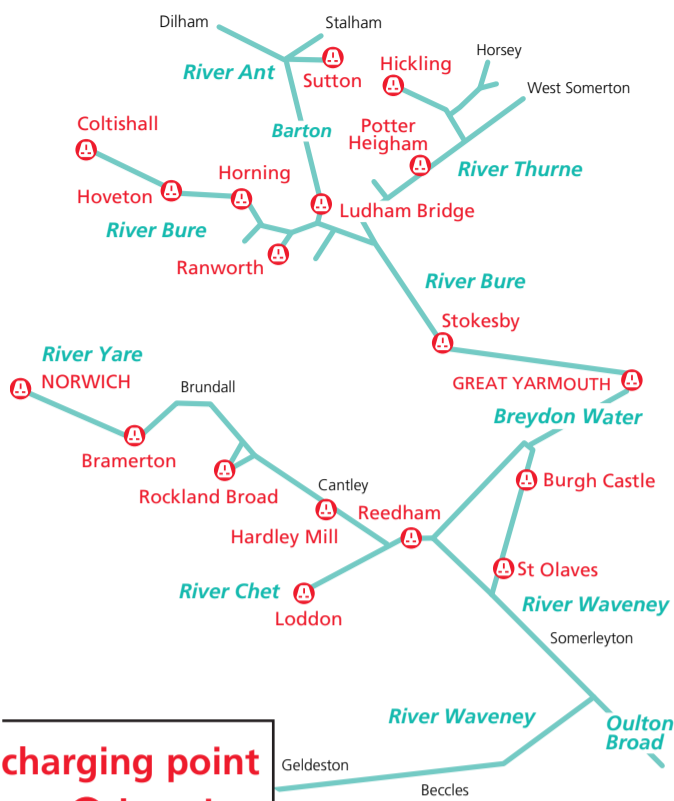 Dilham
Stalham
Horsey
River Ant
Sutton
Hickling
West Somerton
Coltishall
Barton
Potter
Heigham
River Thurne
Hoveton
Horning
Ludham Bridge
River Bure
Ranworth
River Bure
Stokesby
River Yare
NORWICH
GREAT YARMOUTH
Brundall
Breydon Water
Bramerton
Rockland Broad
Burgh Castle
Cantley
Reedham
Hardley Mill
St Olaves
River Chet
Loddon
River Waveney
Somerleyton
River Waveney
Oulton
Broad
charging point
Geldeston
Beccles